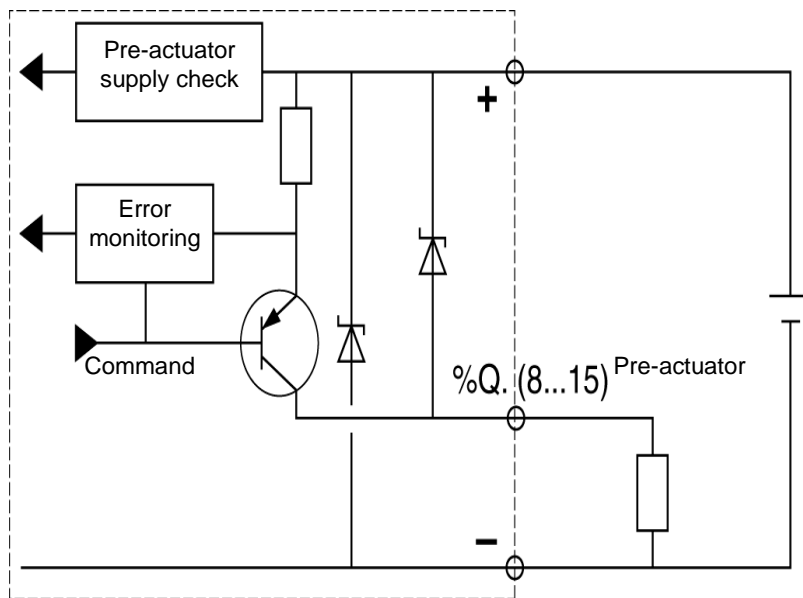 Pre-actuator
supply check
+
Error
monitoring
Command
%Q. (8...15)
Pre-actuator
−